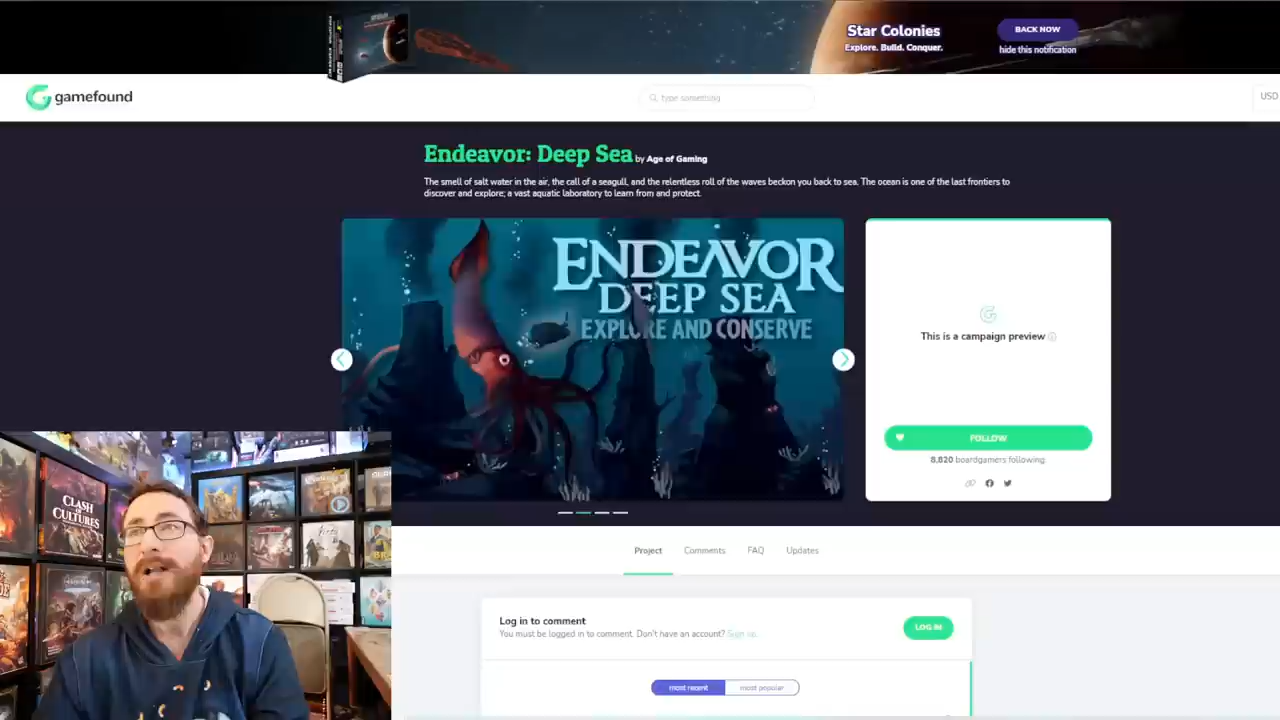 Star Colonies
Explore. Build. Conquer.
BACK NOW
hide this notification
gamefound
type something
USD
Endeavor: Deep Sea by Age of Gaming
The smell of salt water in the air, the call of a seagull, and the relentless roll of the waves beckon you back to sea. The ocean is one of the last frontiers to
discover and explore; a vast aquatic laboratory to learn from and protect.
ENDEAVOR
DEEP SEA
EXPLORE AND CONSERVE
This is a campaign preview
FOLLOW
8,820 boardgamers following
Project
Comments
FAQ
Updates
Log in to comment
You must be logged in to comment. Don't have an account? Sign up.
LOG IN
most recent
most popular
CLASH
OF
CULTURES